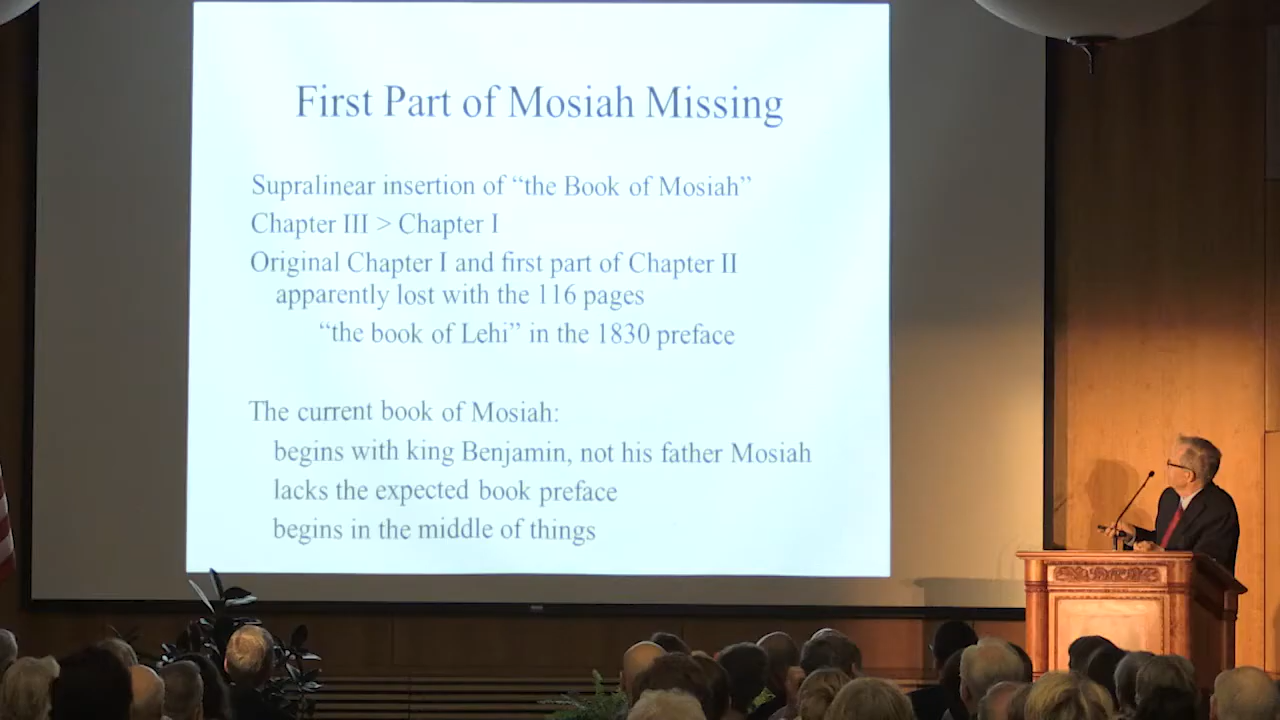 First Part of Mosiah Missing
Supralinear insertion of “the Book of Mosiah”
Chapter III > Chapter I
Original Chapter I and first part of Chapter II
apparently lost with the 116 pages
“the book of Lehi” in the 1830 preface
The current book of Mosiah:
begins with king Benjamin, not his father Mosiah
lacks the expected book preface
begins in the middle of things